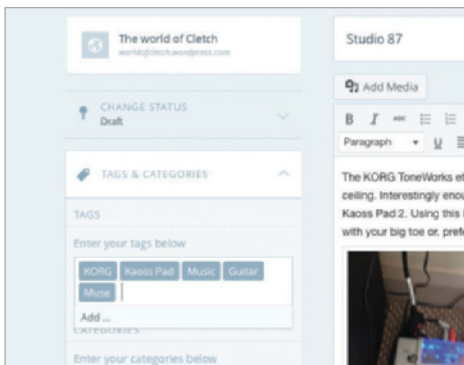 The world of Cletch
worldofcletch.wordpress.com
CHANGE STATUS
Draft
TAGS & CATEGORIES
TAGS
Enter your tags below
KORG Kaoss Pad Music Guitar
Muse
Add ...
CATEGORIES
Enter your categories below
Studio 87
Add Media
B I ABC
Paragraph U
The KORG ToneWorks
ceiling. Interestingly
Kaoss Pad 2. Using this
with your big toe or,